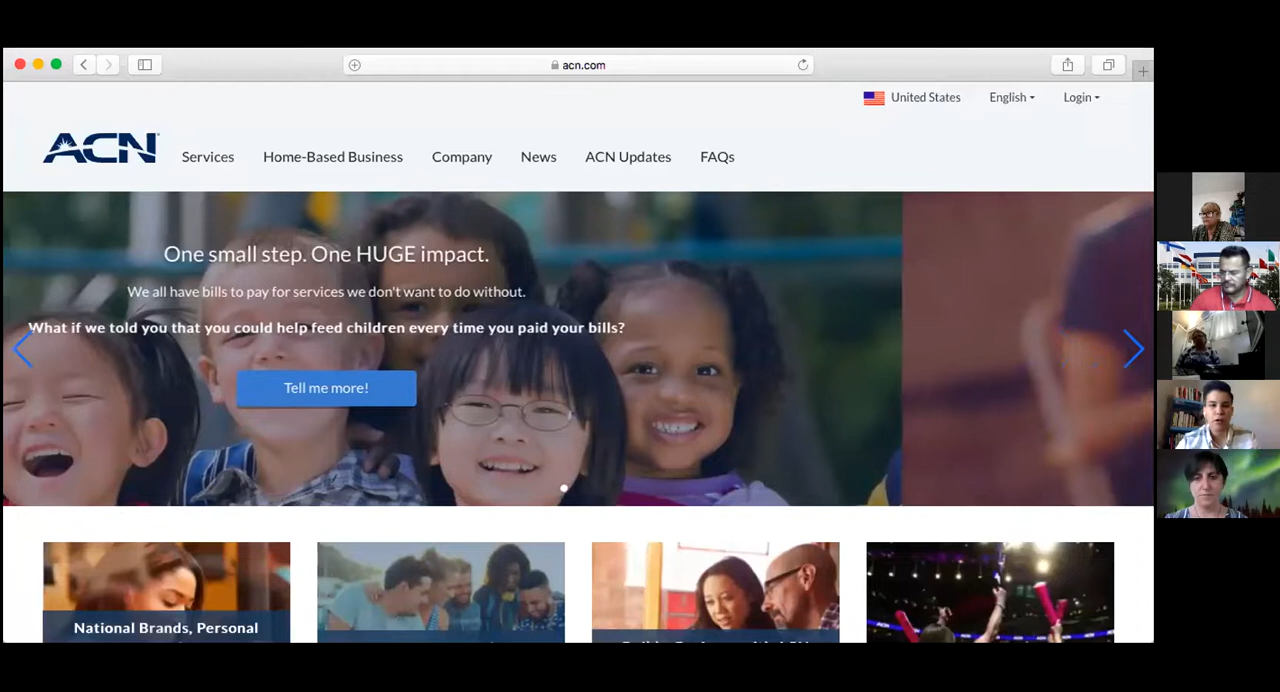 acn.com
United States English Login
ACN
Services Home-Based Business Company News ACN Updates FAQs
One small step. One HUGE impact.
We all have bills to pay for services we don't want to do without.
What if we told you that you could help feed children every time you paid your bills?
Tell me more!
National Brands, Personal
ACN